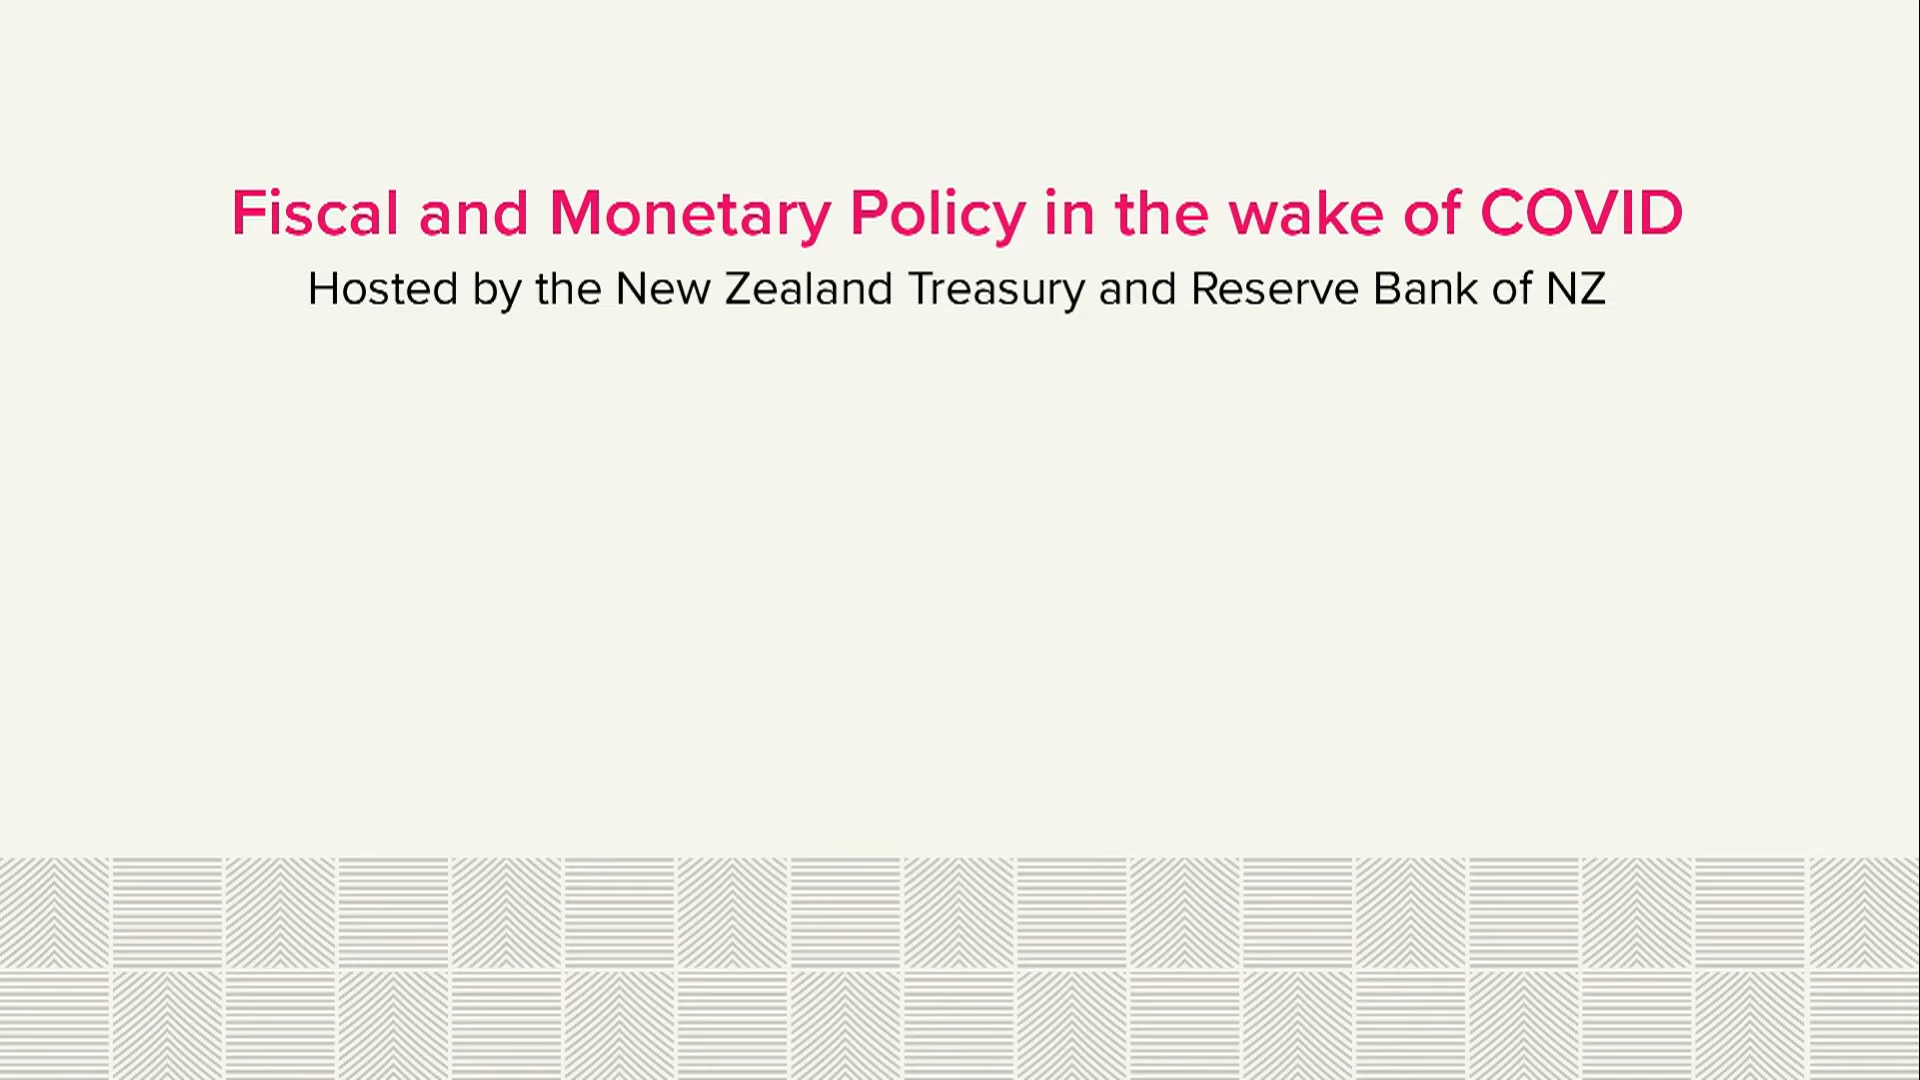 Fiscal and Monetary Policy in the wake of COVID
Hosted by the New Zealand Treasury and Reserve Bank of NZ